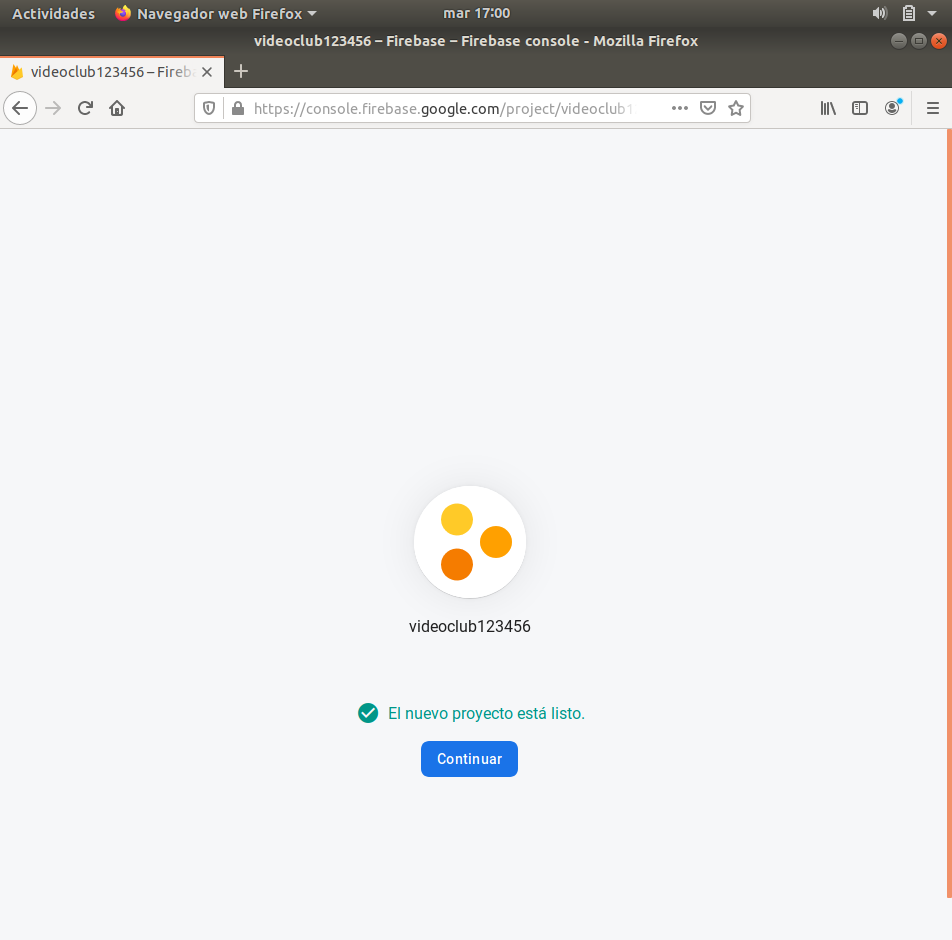 Actividades
Navegador web Firefox
mar 17:00
videoclub123456 – Firebase – Firebase console - Mozilla Firefox
videoclub123456 – Fireb
https://console.firebase.google.com/project/videoclub1
videoclub123456
El nuevo proyecto está listo.
Continuar